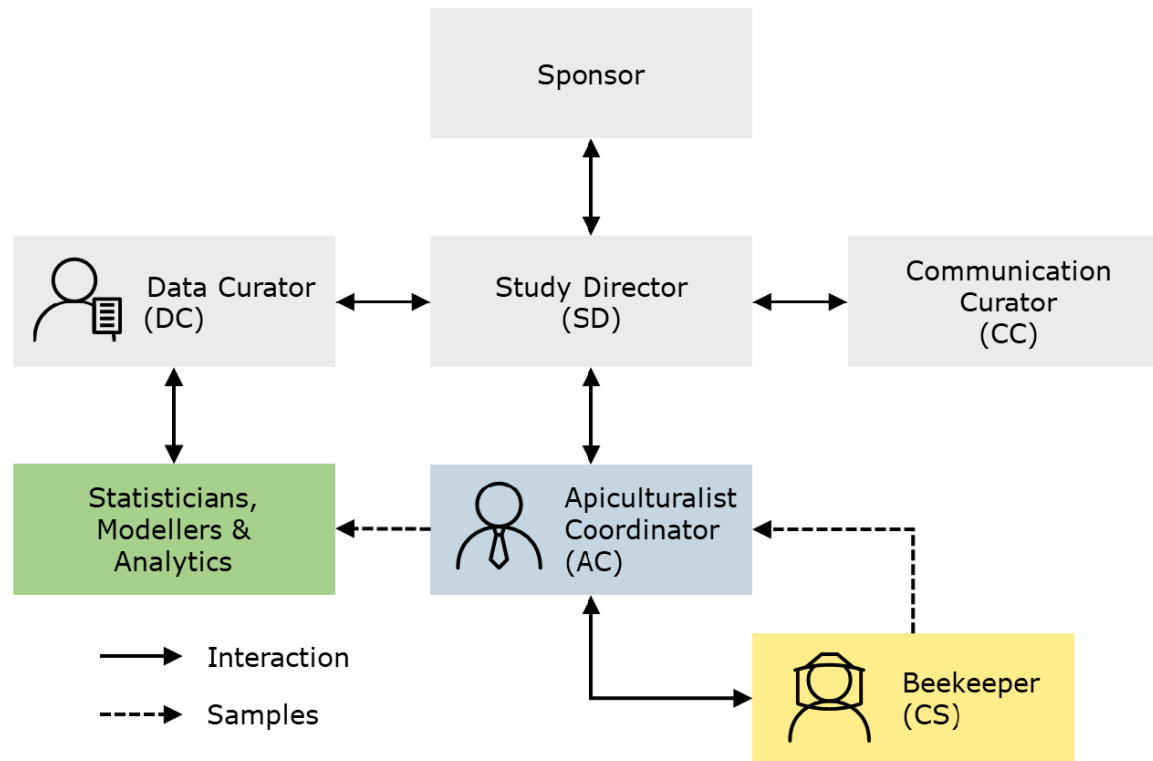 Sponsor
Data Curator
(DC)
Study Director
(SD)
Communication
Curator
(CC)
Statisticians,
Modellers &
Analytics
Apiculturalist
Coordinator
(AC)
Interaction
Samples
Beekeeper
(CS)